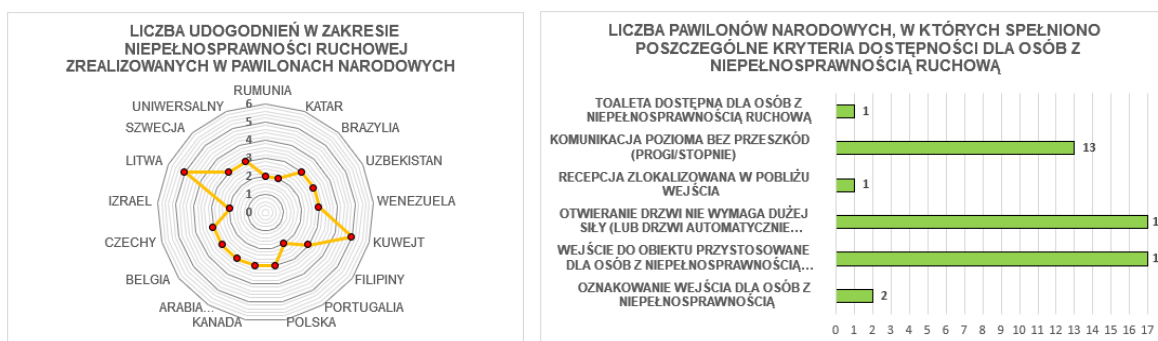 LICZBA UDOGODNIEŃ W ZAKRESIE
NIEPEŁNOSPRAWNOŚCI RUCHOWEJ
ZREALIZOWANYCH W PAWILONACH NARODOWYCH
RUMUNIA
KATAR
BRAZYLIA
UZBEKISTAN
WENEZUELA
KUWEJT
FILIPINY
PORTUGALIA
POLSKA
KANADA
ARABIA...
BELGIA
CZECHY
IZRAEL
LITWA
SZWECJA
UNIWERSALNY
6
5
4
3
2
1
0
LICZBA PAWILONÓW NARODOWYCH, W KTÓRYCH SPEŁNIONO
POSZCZEGÓLNE KRYTERIA DOSTĘPNOŚCI DLA OSÓB Z
NIEPEŁNOSPRAWNOŚCIĄ RUCHOWĄ
TOALETA DOSTĘPNA DLA OSÓB Z
NIEPEŁNOSPRAWNOŚCIĄ RUCHOWĄ
1
KOMUNIKACJA POZIOMA BEZ PRZESZKÓD
(PROGI/STOPNIE)
13
RECEPCJA ZLOKALIZOWANA W POBLIŻU
WEJŚCIA
1
OTWIERANIE DRZWI NIE WYMAGA DUŻEJ
SIŁY (LUB DRZWI AUTOMATYCZNIE...
1
WEJŚCIE DO OBIEKTU PRZYSTOSOWANE
DLA OSÓB Z NIEPEŁNOSPRAWNOŚCIĄ...
1
OZNAKOWANIE WEJŚCIA DLA OSÓB Z
NIEPEŁNOSPRAWNOŚCIĄ
2
0 1 2 3 4 5 6 7 8 9 10 11 12 13 14 15 16 17